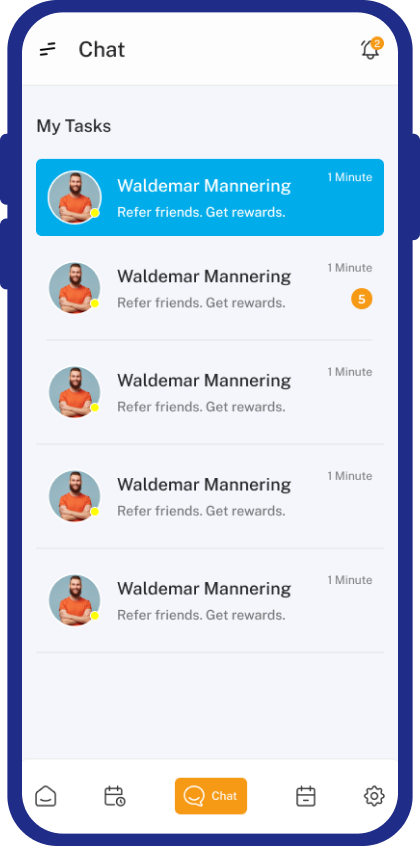 Chat
2
My Tasks
Waldemar Mannering
1 Minute
Refer friends. Get rewards.
Waldemar Mannering
1 Minute
Refer friends. Get rewards.
5
Waldemar Mannering
1 Minute
Refer friends. Get rewards.
Waldemar Mannering
1 Minute
Refer friends. Get rewards.
Waldemar Mannering
1 Minute
Refer friends. Get rewards.
Chat